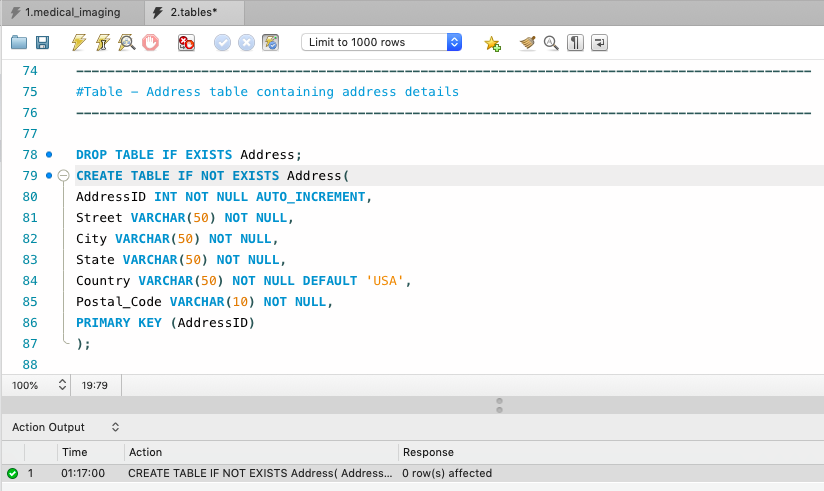 1.medical_imaging
2.tables*
Limit to 1000 rows
74 -----------------------------------------------------------------------------------------------
75 #Table - Address table containing address details
76 -----------------------------------------------------------------------------------------------
77
78 DROP TABLE IF EXISTS Address;
79 CREATE TABLE IF NOT EXISTS Address(
80 AddressID INT NOT NULL AUTO_INCREMENT,
81 Street VARCHAR(50) NOT NULL,
82 City VARCHAR(50) NOT NULL,
83 State VARCHAR(50) NOT NULL,
84 Country VARCHAR(50) NOT NULL DEFAULT 'USA',
85 Postal_Code VARCHAR(10) NOT NULL,
86 PRIMARY KEY (AddressID)
87 );
88
100% 19:79
Action Output
Time Action Response
1 01:17:00 CREATE TABLE IF NOT EXISTS Address( Address... 0 row(s) affected